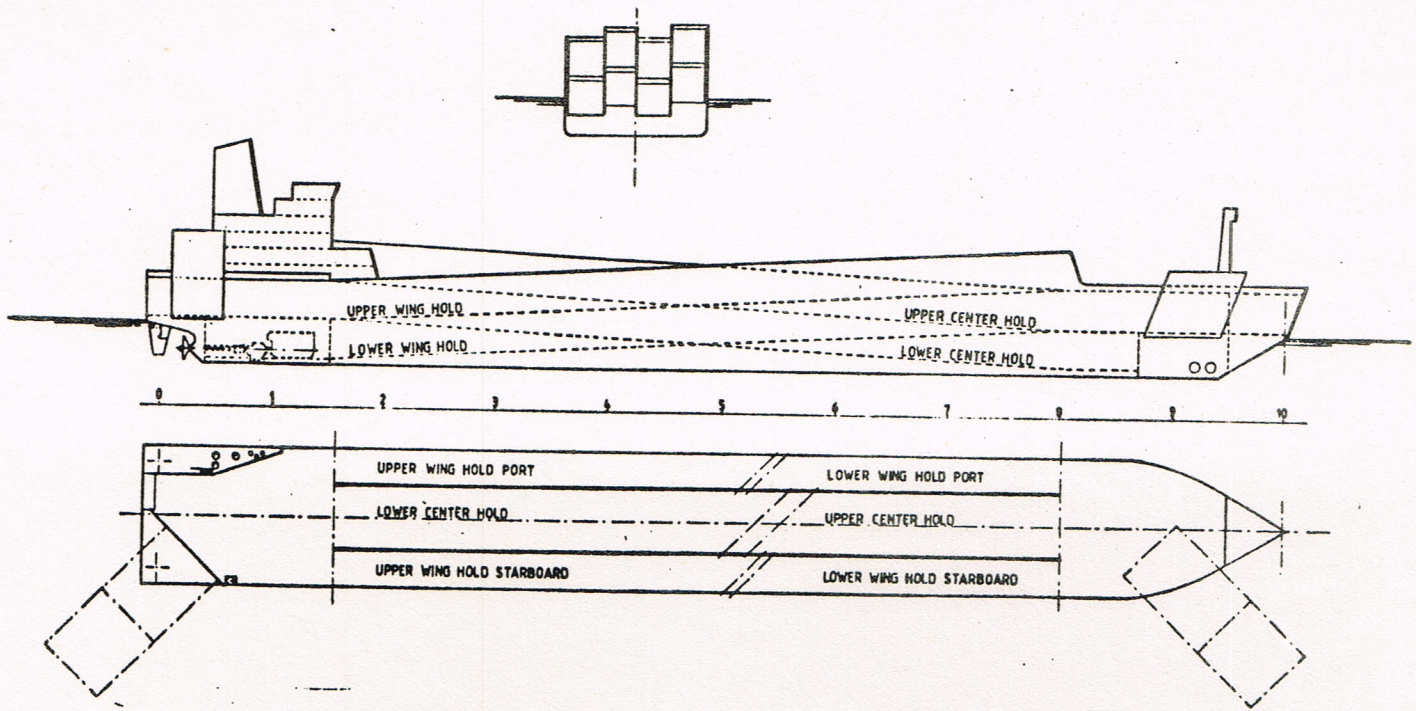 UPPER WING HOLD
UPPER CENTER HOLD
LOWER WING HOLD
LOWER CENTER HOLD
0 1 2 3 4 5 6 7 8 9 10
UPPER WING HOLD PORT
LOWER WING HOLD PORT
LOWER CENTER HOLD
UPPER CENTER HOLD
UPPER WING HOLD STARBOARD
LOWER WING HOLD STARBOARD